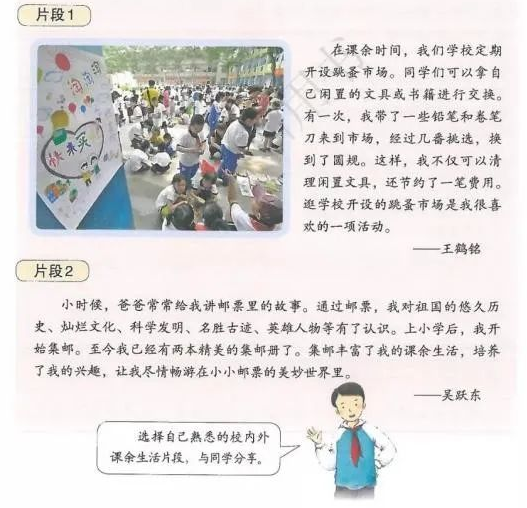 片段1
在课余时间，我们学校定期
开设跳蚤市场。同学们可以拿自
己闲置的文具或书籍进行交换。
有一次，我带了一些铅笔和卷笔
刀来到市场，经过几番挑选，换
到了圆规。这样，我不仅可以清
理闲置文具，还节约了一笔费用。
逛学校开设的跳蚤市场是我很喜
欢的一项活动。
——王鹤铭
快来买
片段2
小时候，爸爸常常给我讲邮票里的故事。通过邮票，我对祖国的悠久历
史、灿烂文化、科学发明、名胜古迹、英雄人物等有了认识。上小学后，我开
始集邮。至今我已经有两本精美的集邮册了。集邮丰富了我的课余生活，培养
了我的兴趣，让我尽情畅游在小小邮票的美妙世界里。
——吴跃东
选择自己熟悉的校内外
课余生活片段，与同学分享。